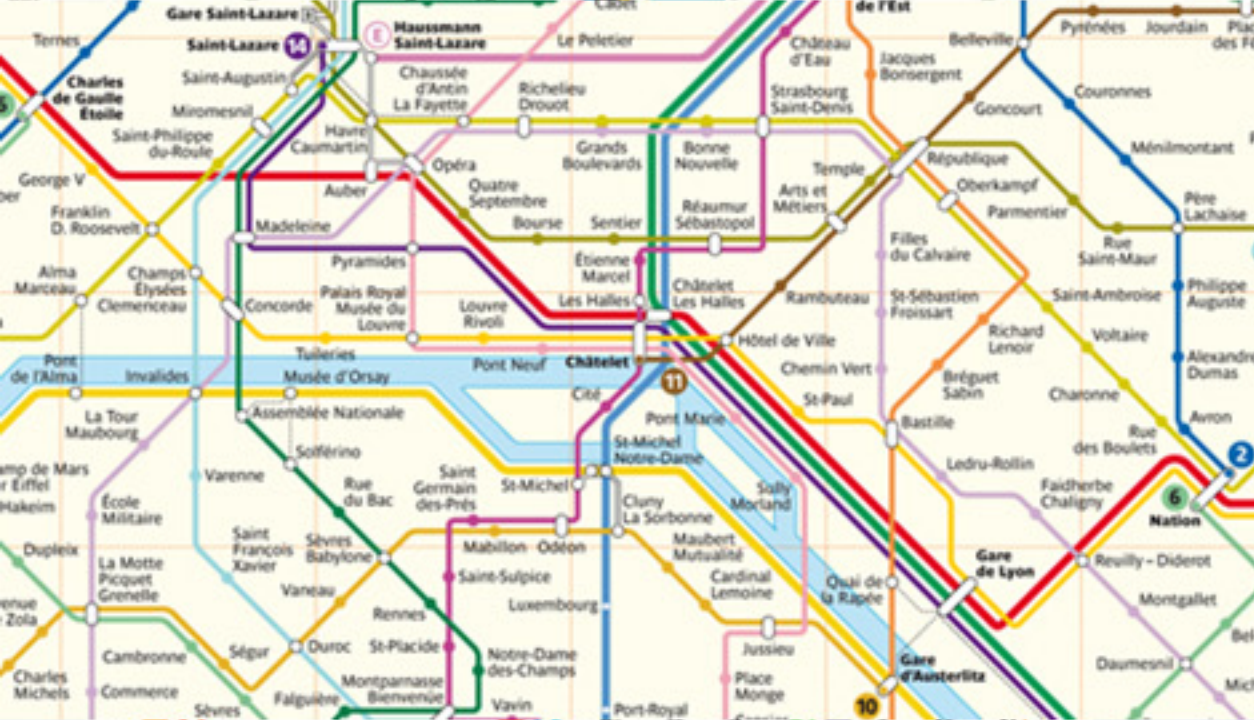 Gare Saint-Lazare
Saint-Lazare
14
E
Haussmann
Saint-Lazare
Le Peletier
Château
d'Eau
de l'Est
Belleville
Pyrénées
Jourdain
Ternes
Saint-Augustin
Chaussée
d'Antin
La Fayette
Richelieu
Drouot
Strasbourg
Saint-Denis
Jacques
Bonsergent
Couronnes
Charles
de Gaulle
Étoile
Miromesnil
Saint-Philippe
du-Roule
Havre
Caumartin
Opéra
Grands
Boulevards
Bonne
Nouvelle
Goncourt
République
Ménilmontant
George V
Auber
Quatre
Septembre
Temple
Arts et
Métiers
Oberkampf
Parmentier
Père
Lachaise
Franklin
D. Roosevelt
Madeleine
Bourse
Sentier
Réaumur
Sébastopol
Filles
du Calvaire
Rue
Saint-Maur
Alma
Marceau
Champs
Élysées
Clemenceau
Pyramides
Étienne
Marcel
Les Halles
Châtelet
Les Halles
Rambuteau
St-Sébastien
Froissart
Saint-Ambroise
Philippe
Auguste
Concorde
Palais Royal
Musée du
Louvre
Louvre
Rivoli
Hôtel de Ville
Richard
Lenoir
Voltaire
Pont
de l'Alma
Invalides
Tuileries
Musée d'Orsay
Pont Neuf
Châtelet
11
Chemin Vert
Bréguet
Sabin
Charonne
Alexandre
Dumas
La Tour
Maubourg
Assemblée Nationale
Cité
Pont Marie
St-Paul
Bastille
Rue
des Boulets
Avron
2
Solférino
St-Michel
Notre-Dame
Ledru-Rollin
Faidherbe
Chaligny
6
Nation
Varenne
École
Militaire
Rue
du Bac
Saint
Germain
des-Prés
St-Michel
Cluny
La Sorbonne
Sully
Morland
Hakeim
Dupleix
La Motte
Picquet
Grenelle
Saint
François
Xavier
Sèvres
Babylone
Mabillon
Odéon
Maubert
Mutualité
Gare
de Lyon
Reuilly – Diderot
Vaneau
Saint-Sulpice
Cardinal
Lemoine
Quai de
la Rapée
Montgallet
Rennes
Luxembourg
Cambronne
Ségur
Duroc
St-Placide
Notre-Dame
des-Champs
Jussieu
Gare
d'Austerlitz
Daumesnil
Charles
Michels
Commerce
Sèvres
Falguière
Montparnasse
Bienvenüe
Vavin
Port-Royal
Place
Monge
10